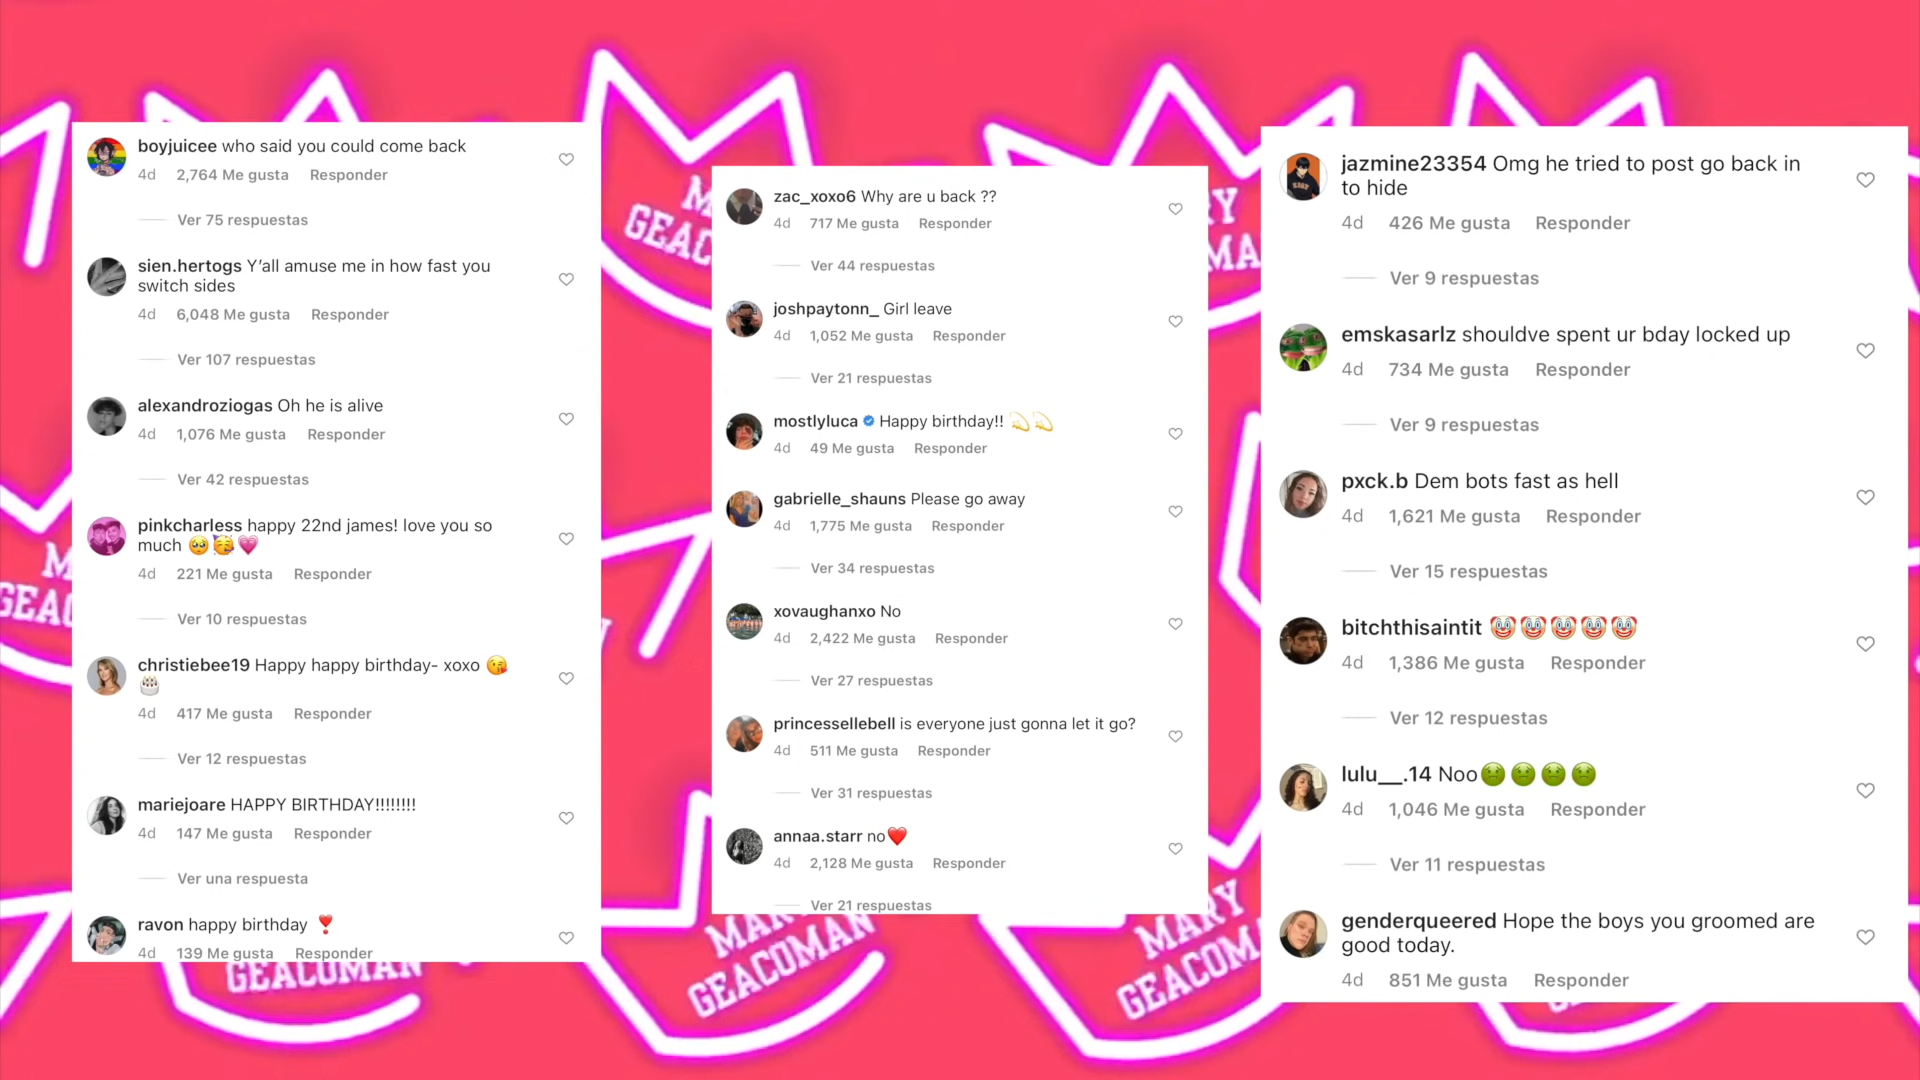 boyjuicee who said you could come back
4d 2,764 Me gusta Responder
Ver 75 respuestas
sien.hertogs Y'all amuse me in how fast you
switch sides
4d 6,048 Me gusta Responder
Ver 107 respuestas
alexandroziogas Oh he is alive
4d 1,076 Me gusta Responder
Ver 42 respuestas
pinkcharless happy 22nd james! love you so
much 🥺🥳💗
4d 221 Me gusta Responder
Ver 10 respuestas
christiebee19 Happy happy birthday- xoxo 😘
🎂
4d 417 Me gusta Responder
Ver 12 respuestas
mariejoare HAPPY BIRTHDAY!!!!!!!!
4d 147 Me gusta Responder
Ver una respuesta
ravon happy birthday ❣️
4d 139 Me gusta Responder
zac_xoxo6 Why are u back ??
4d 717 Me gusta Responder
Ver 44 respuestas
joshpaytonn_ Girl leave
4d 1,052 Me gusta Responder
Ver 21 respuestas
mostlyluca Happy birthday!! 💫💫
4d 49 Me gusta Responder
gabrielle_shauns Please go away
4d 1,775 Me gusta Responder
Ver 34 respuestas
xovaughanxo No
4d 2,422 Me gusta Responder
Ver 27 respuestas
princessellebell is everyone just gonna let it go?
4d 511 Me gusta Responder
Ver 31 respuestas
annaa.starr no❤️
4d 2,128 Me gusta Responder
Ver 21 respuestas
jazmine23354 Omg he tried to post go back in
to hide
4d 426 Me gusta Responder
Ver 9 respuestas
emskasarlz shouldve spent ur bday locked up
4d 734 Me gusta Responder
Ver 9 respuestas
pxck.b Dem bots fast as hell
4d 1,621 Me gusta Responder
Ver 15 respuestas
bitchthisaintit 🤡🤡🤡🤡🤡
4d 1,386 Me gusta Responder
Ver 12 respuestas
lulu__.14 Noo🤢🤢🤢🤢
4d 1,046 Me gusta Responder
Ver 11 respuestas
genderqueered Hope the boys you groomed are
good today.
4d 851 Me gusta Responder
MARY
GEACOMAN